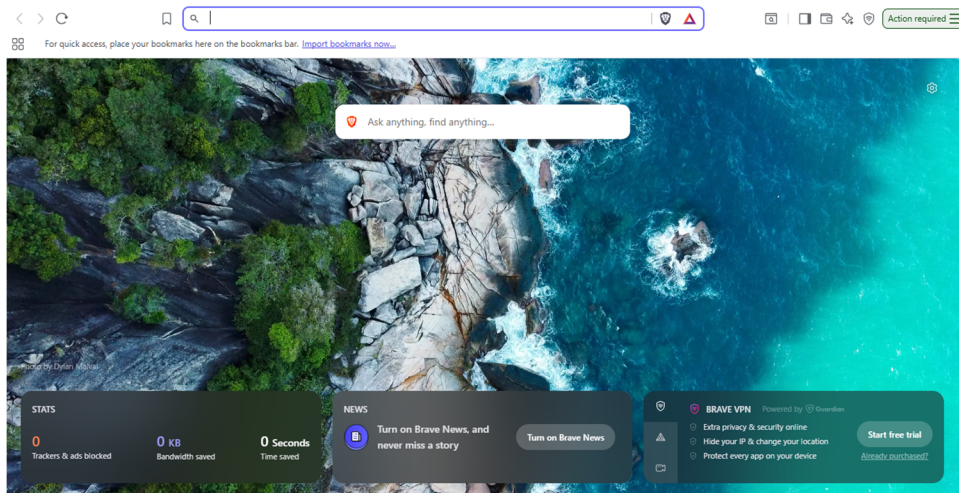 Action required
For quick access, place your bookmarks here on the bookmarks bar. Import bookmarks now...
Ask anything, find anything...
Photo by Dylan Malval
STATS
0
Trackers & ads blocked
0 KB
Bandwidth saved
0 Seconds
Time saved
NEWS
Turn on Brave News, and
never miss a story
Turn on Brave News
BRAVE VPN Powered by Guardian
Extra privacy & security online
Hide your IP & change your location
Protect every app on your device
Start free trial
Already purchased?